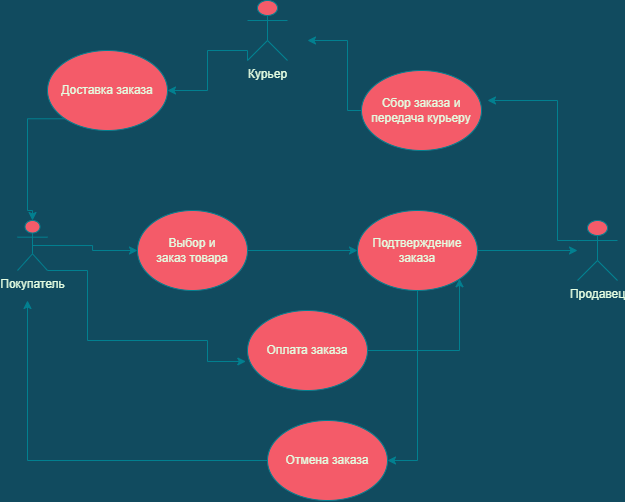 Курьер
Доставка заказа
Сбор заказа и
передача курьеру
Выбор и
заказ товара
Подтверждение
заказа
Покупатель
Продавец
Оплата заказа
Отмена заказа